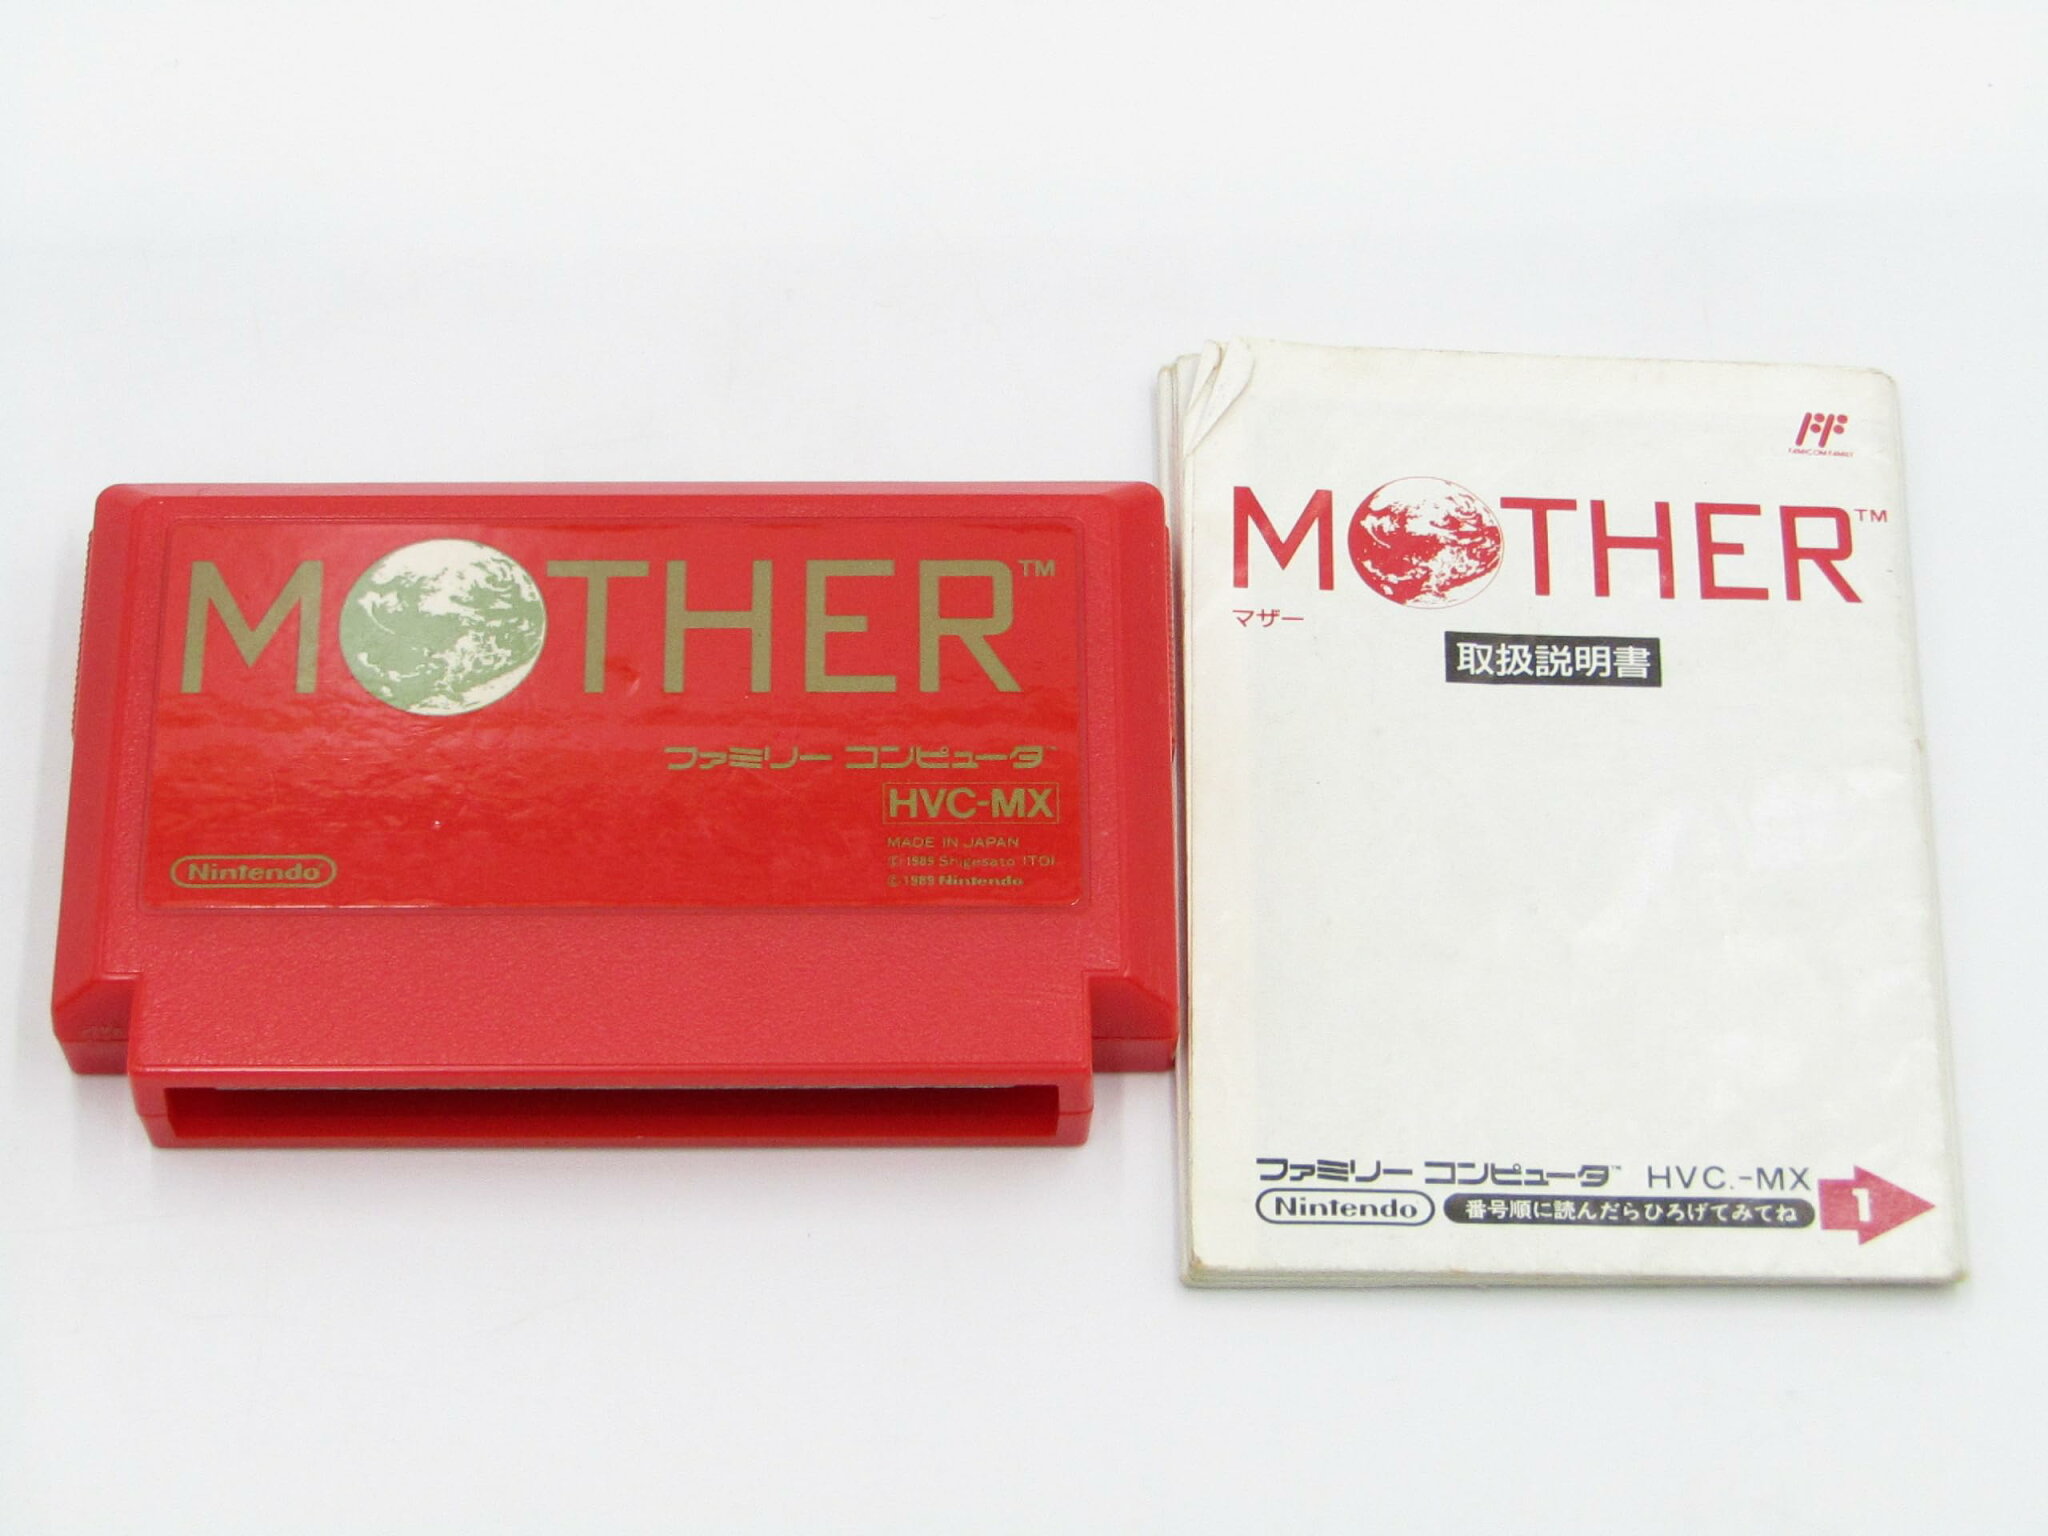 MOTHER™
ファミリー コンピュータ™
HVC-MX
MADE IN JAPAN
©1989 Shigesato ITOI
©1989 Nintendo
Nintendo®
FAMICOM FAMILY
MOTHER™
マザー
取扱説明書
ファミリー コンピュータ™ HVC.-MX
Nintendo® 番号順に読んだらひろげてみてね 1